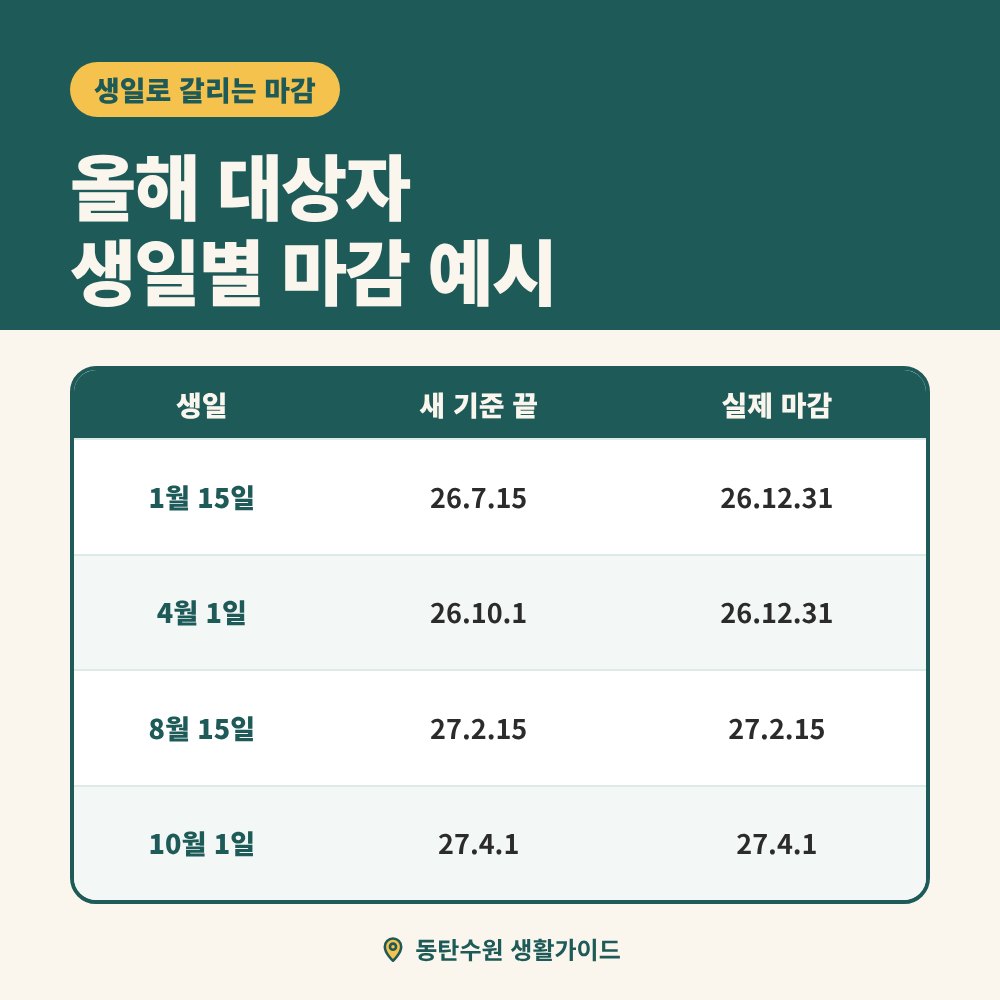 생일로 갈리는 마감
올해 대상자
생일별 마감 예시
생일 새 기준 끝 실제 마감
1월 15일 26.7.15 26.12.31
4월 1일 26.10.1 26.12.31
8월 15일 27.2.15 27.2.15
10월 1일 27.4.1 27.4.1
동탄수원 생활가이드